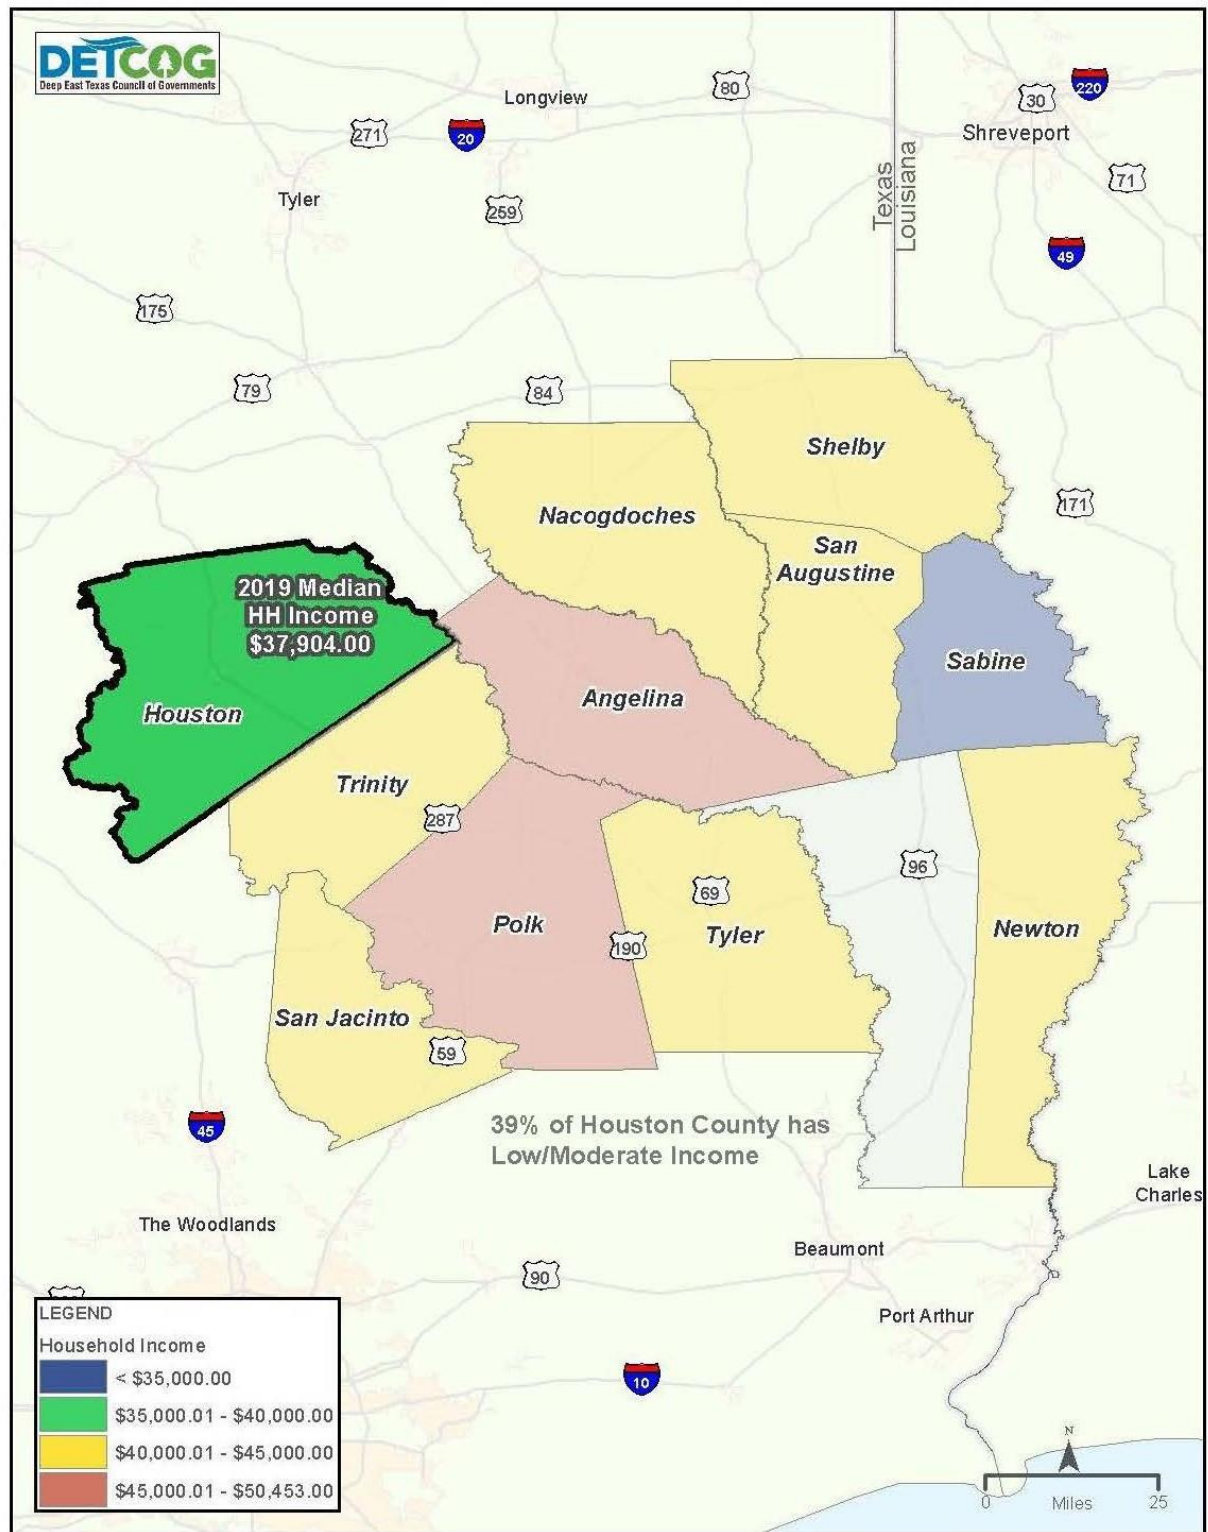 DETCOG
Deep East Texas Council of Governments
Longview
80
220
30
271
20
Shreveport
Texas
Louisiana
71
Tyler
259
49
175
79
84
Shelby
171
Nacogdoches
San
Augustine
2019 Median
HH Income
$37,904.00
Sabine
Angelina
Houston
Trinity
287
96
69
Polk
Tyler
Newton
190
San Jacinto
59
39% of Houston County has
Low/Moderate Income
45
Lake
Charles
The Woodlands
Beaumont
90
Port Arthur
10
LEGEND
Household Income
< $35,000.00
$35,000.01 - $40,000.00
$40,000.01 - $45,000.00
$45,000.01 - $50,453.00
N
0 Miles 25